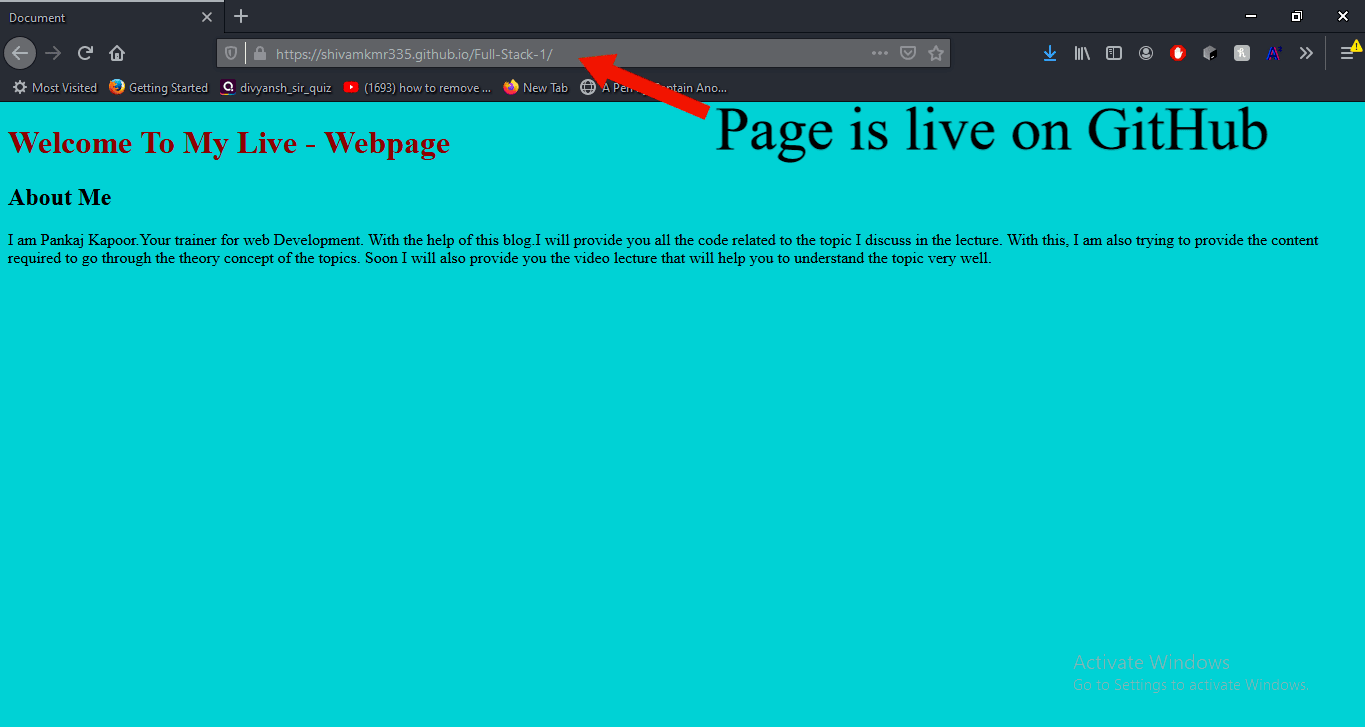 Document
https://shivamkmr335.github.io/Full-Stack-1/
Most Visited Getting Started divyansh_sir_quiz (1693) how to remove ... New Tab A Pen Captain Ano...
Page is live on GitHub
Welcome To My Live - Webpage
About Me
I am Pankaj Kapoor.Your trainer for web Development. With the help of this blog.I will provide you all the code related to the topic I discuss in the lecture. With this, I am also trying to provide the content
required to go through the theory concept of the topics. Soon I will also provide you the video lecture that will help you to understand the topic very well.
Activate Windows
Go to Settings to activate Windows.